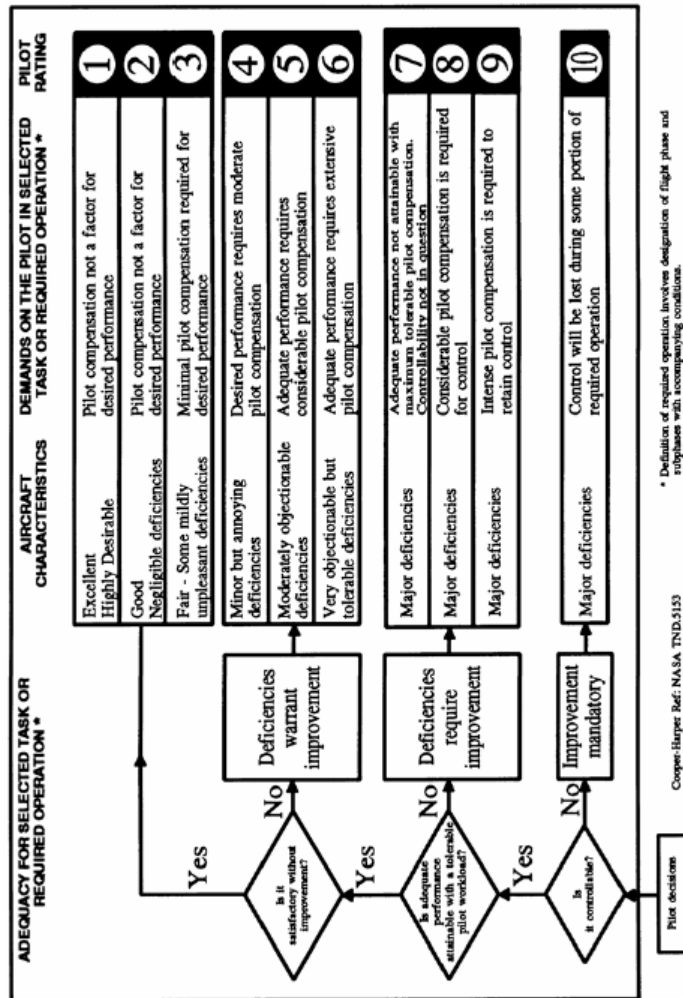 ADEQUACY FOR SELECTED TASK OR
REQUIRED OPERATION *
AIRCRAFT
CHARACTERISTICS
DEMANDS ON THE PILOT IN SELECTED
TASK OR REQUIRED OPERATION *
PILOT
RATING
Excellent
Highly Desirable
Pilot compensation not a factor for
desired performance
1
Good
Negligible deficiencies
Pilot compensation not a factor for
desired performance
2
Fair - Some mildly
unpleasant deficiencies
Minimal pilot compensation required for
desired performance
3
Yes
Is it
satisfactory without
improvement?
No
Deficiencies
warrant
improvement
Minor but annoying
deficiencies
Desired performance requires moderate
pilot compensation
4
Moderately objectionable
deficiencies
Adequate performance requires
considerable pilot compensation
5
Very objectionable but
tolerable deficiencies
Adequate performance requires extensive
pilot compensation
6
Yes
Is adequate
performance
attainable with a tolerable
pilot workload?
No
Deficiencies
require
improvement
Major deficiencies
Adequate performance not attainable with
maximum tolerable pilot compensation.
Controllability not in question
7
Major deficiencies
Considerable pilot compensation is required
for control
8
Major deficiencies
Intense pilot compensation is required to
retain control
9
Yes
Is
it controllable?
No
Improvement
mandatory
Major deficiencies
Control will be lost during some portion of
required operation
10
Pilot decisions
Cooper-Harper Ref: NASA TND-5153
* Definition of required operation involves designation of flight phase and
subphases with accompanying conditions.